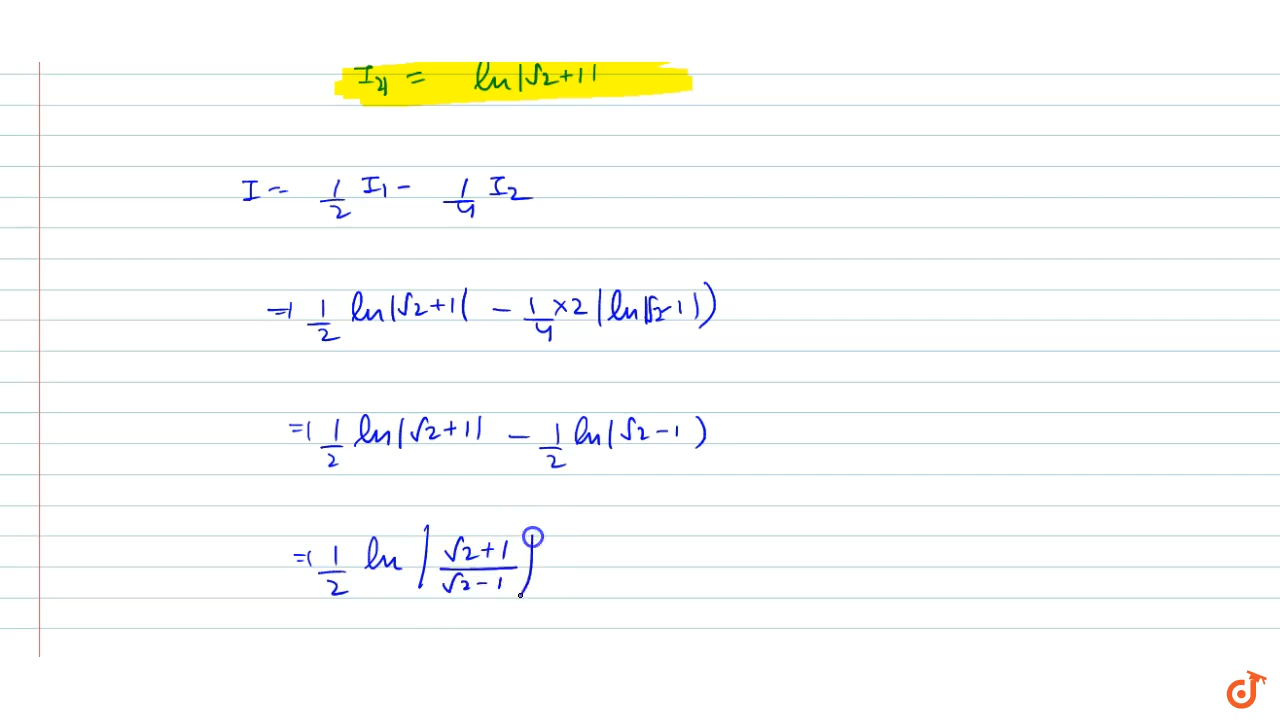 I4 = ln|√2+1|
I = 1/2 I1 - 1/4 I2
⇒ 1/2 ln|√2+1| - 1/4 ×2 (ln|√2-1|)
⇒ 1/2 ln|√2+1| - 1/2 ln|√2-1)
⇒ 1/2 ln |√2+1/√2-1|